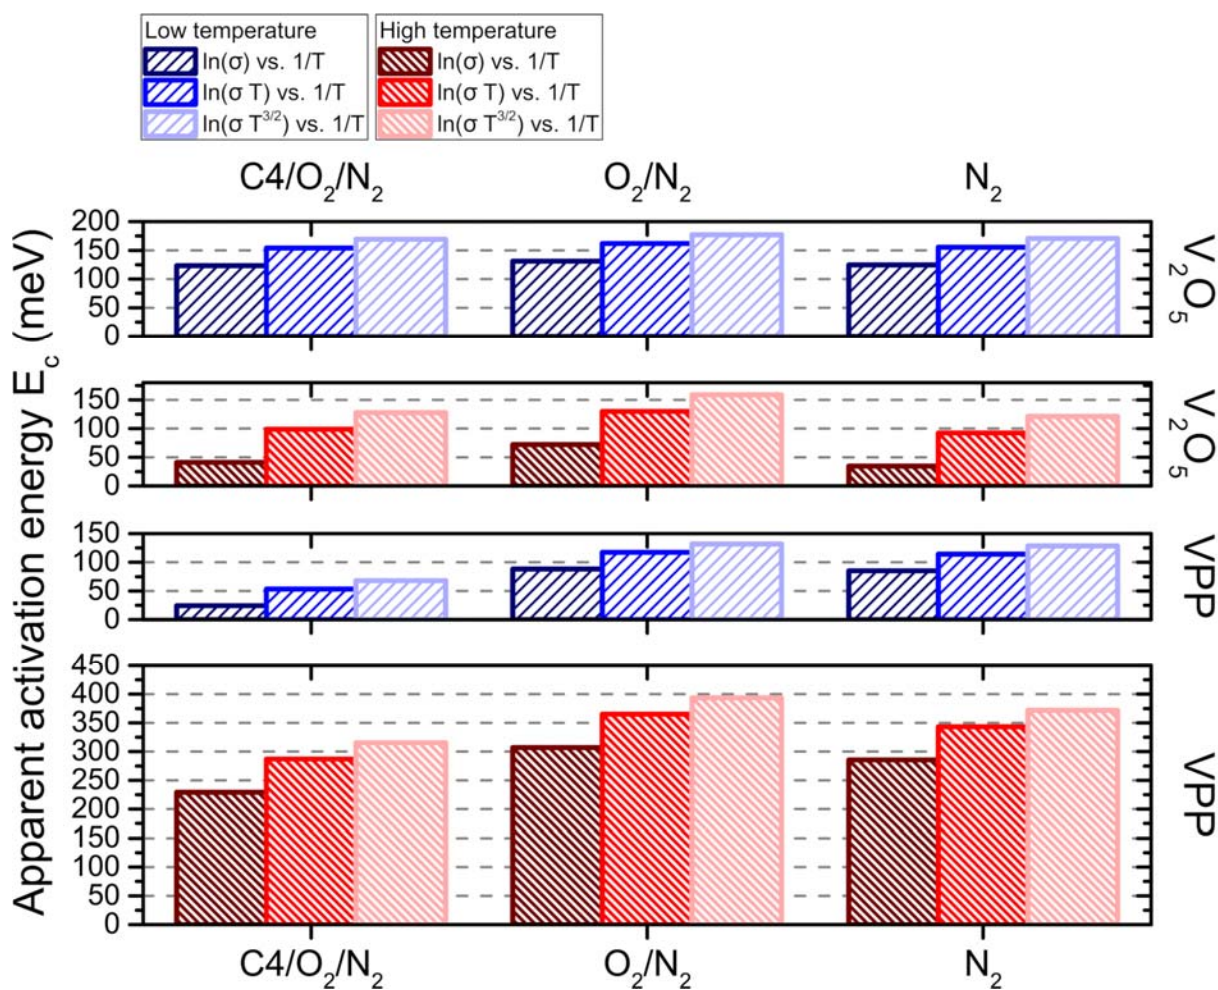 Low temperature
ln(σ) vs. 1/T
ln(σ T) vs. 1/T
ln(σ T³/²) vs. 1/T
High temperature
ln(σ) vs. 1/T
ln(σ T) vs. 1/T
ln(σ T³/²) vs. 1/T
C4/O₂/N₂ O₂/N₂ N₂
Apparent activation energy E_c (meV)
200
150
100
50
0
V₂O₅
150
100
50
0
V₂O₅
150
100
50
0
VPP
450
400
350
300
250
200
150
100
50
0
VPP
C4/O₂/N₂ O₂/N₂ N₂